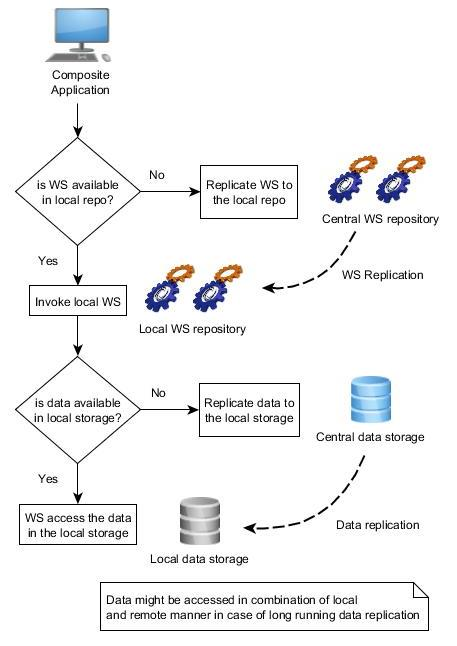 Composite
Application
is WS available
in local repo?
No
Replicate WS to
the local repo
Central WS repository
Yes
WS Replication
Invoke local WS
Local WS repository
is data available
in local storage?
No
Replicate data to
the local storage
Central data storage
Yes
WS access the data
in the local storage
Data replication
Local data storage
Data might be accessed in combination of local
and remote manner in case of long running data replication